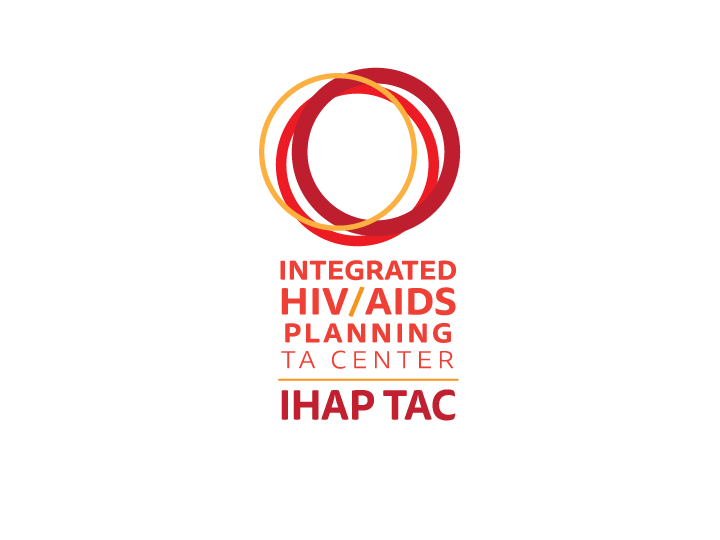 INTEGRATED
HIV/AIDS
PLANNING
TA CENTER
IHAP TAC